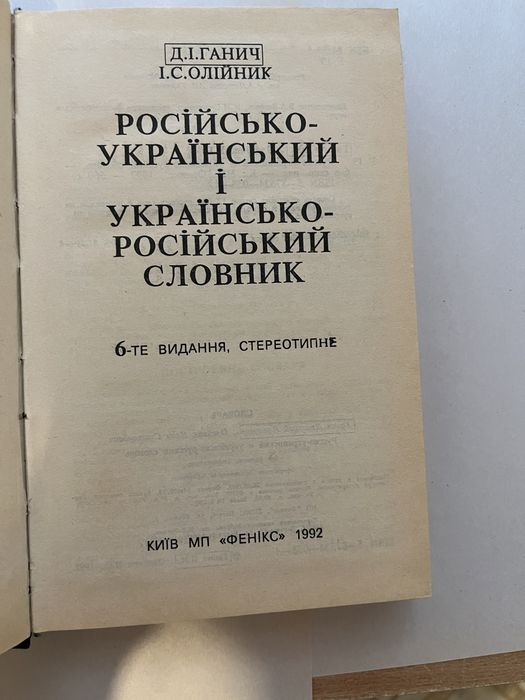 Д.І.ГАНИЧ
І.С.ОЛІЙНИК
РОСІЙСЬКО-
УКРАЇНСЬКИЙ
І
УКРАЇНСЬКО-
РОСІЙСЬКИЙ
СЛОВНИК
6-ТЕ ВИДАННЯ, СТЕРЕОТИПНЕ
КИЇВ МП «ФЕНІКС» 1992